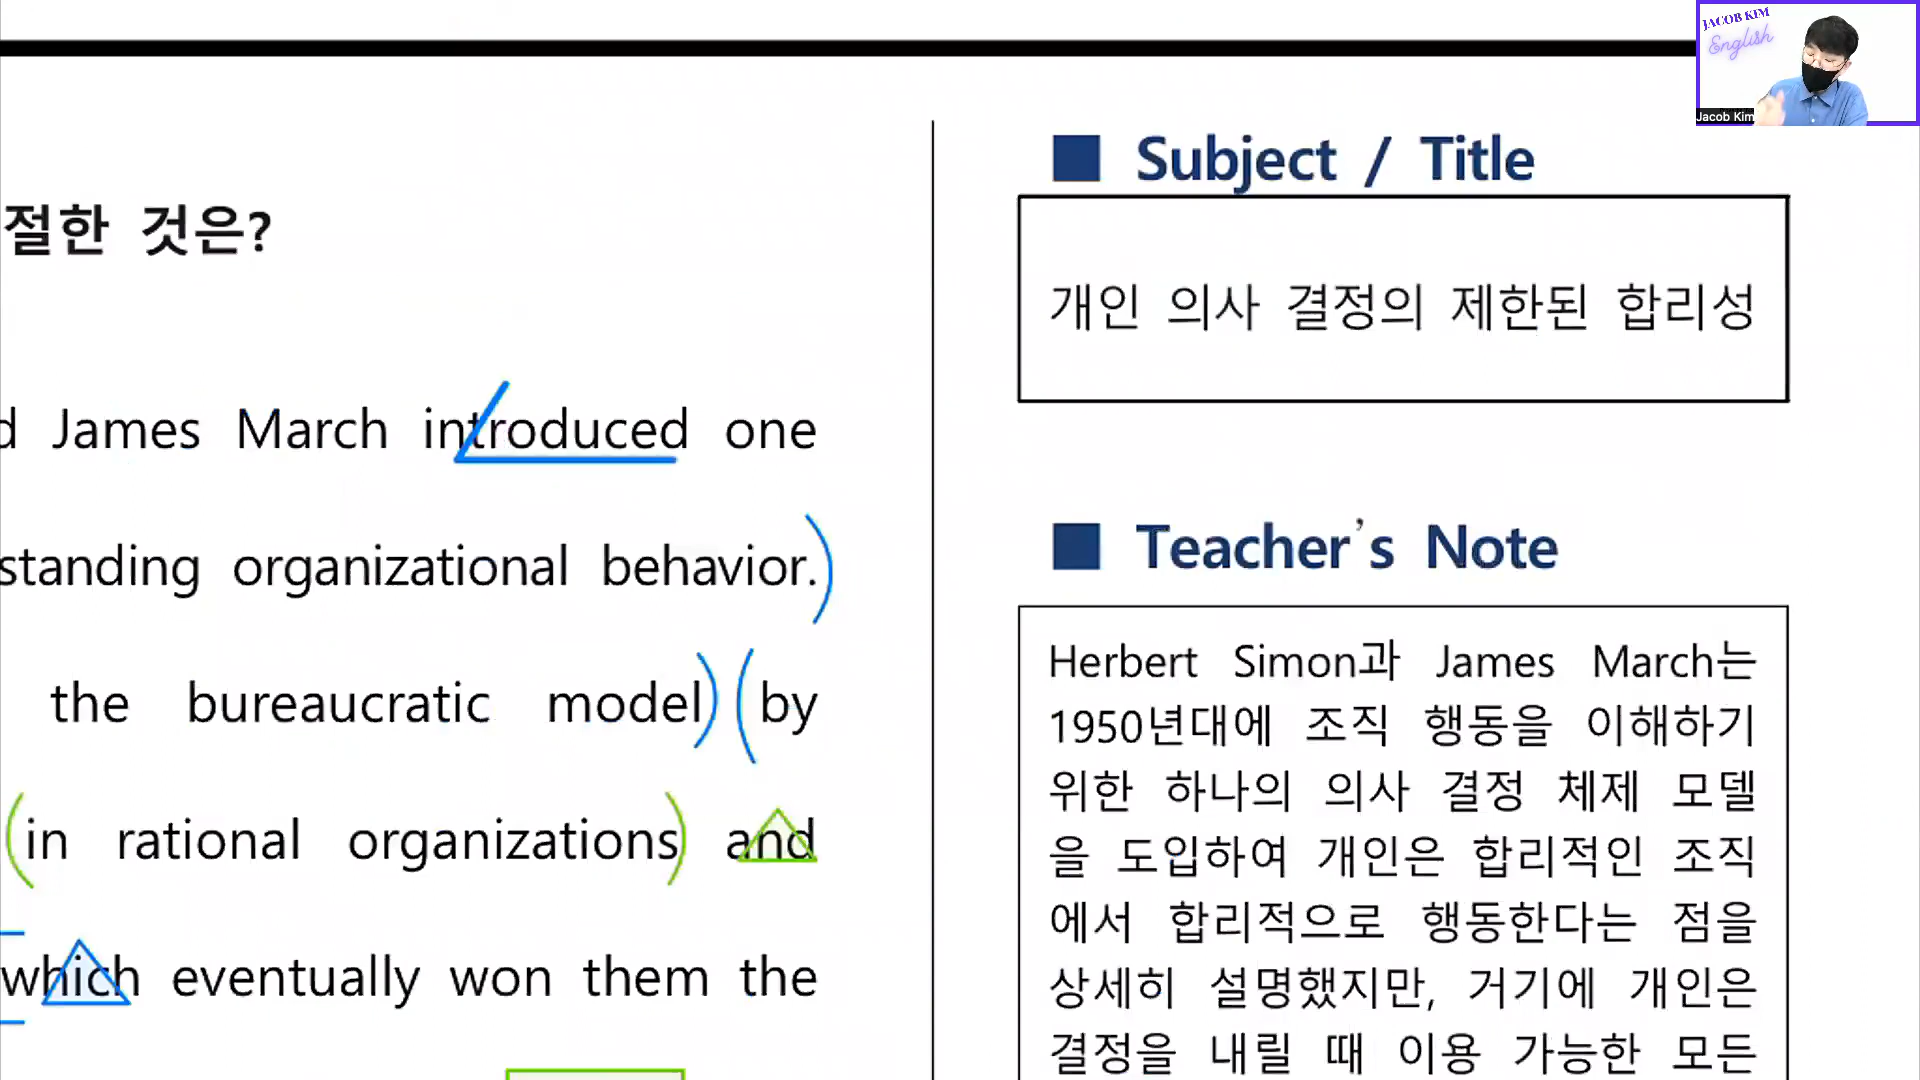 JACOB KIM
English
Jacob Kim
절한 것은?
d James March introduced one
standing organizational behavior.)
the bureaucratic model) (by
(in rational organizations) and
which eventually won them the
■ Subject / Title
개인 의사 결정의 제한된 합리성
■ Teacher's Note
Herbert Simon과 James March는
1950년대에 조직 행동을 이해하기
위한 하나의 의사 결정 체제 모델
을 도입하여 개인은 합리적인 조직
에서 합리적으로 행동한다는 점을
상세히 설명했지만, 거기에 개인은
결정을 내릴 때 이용 가능한 모든